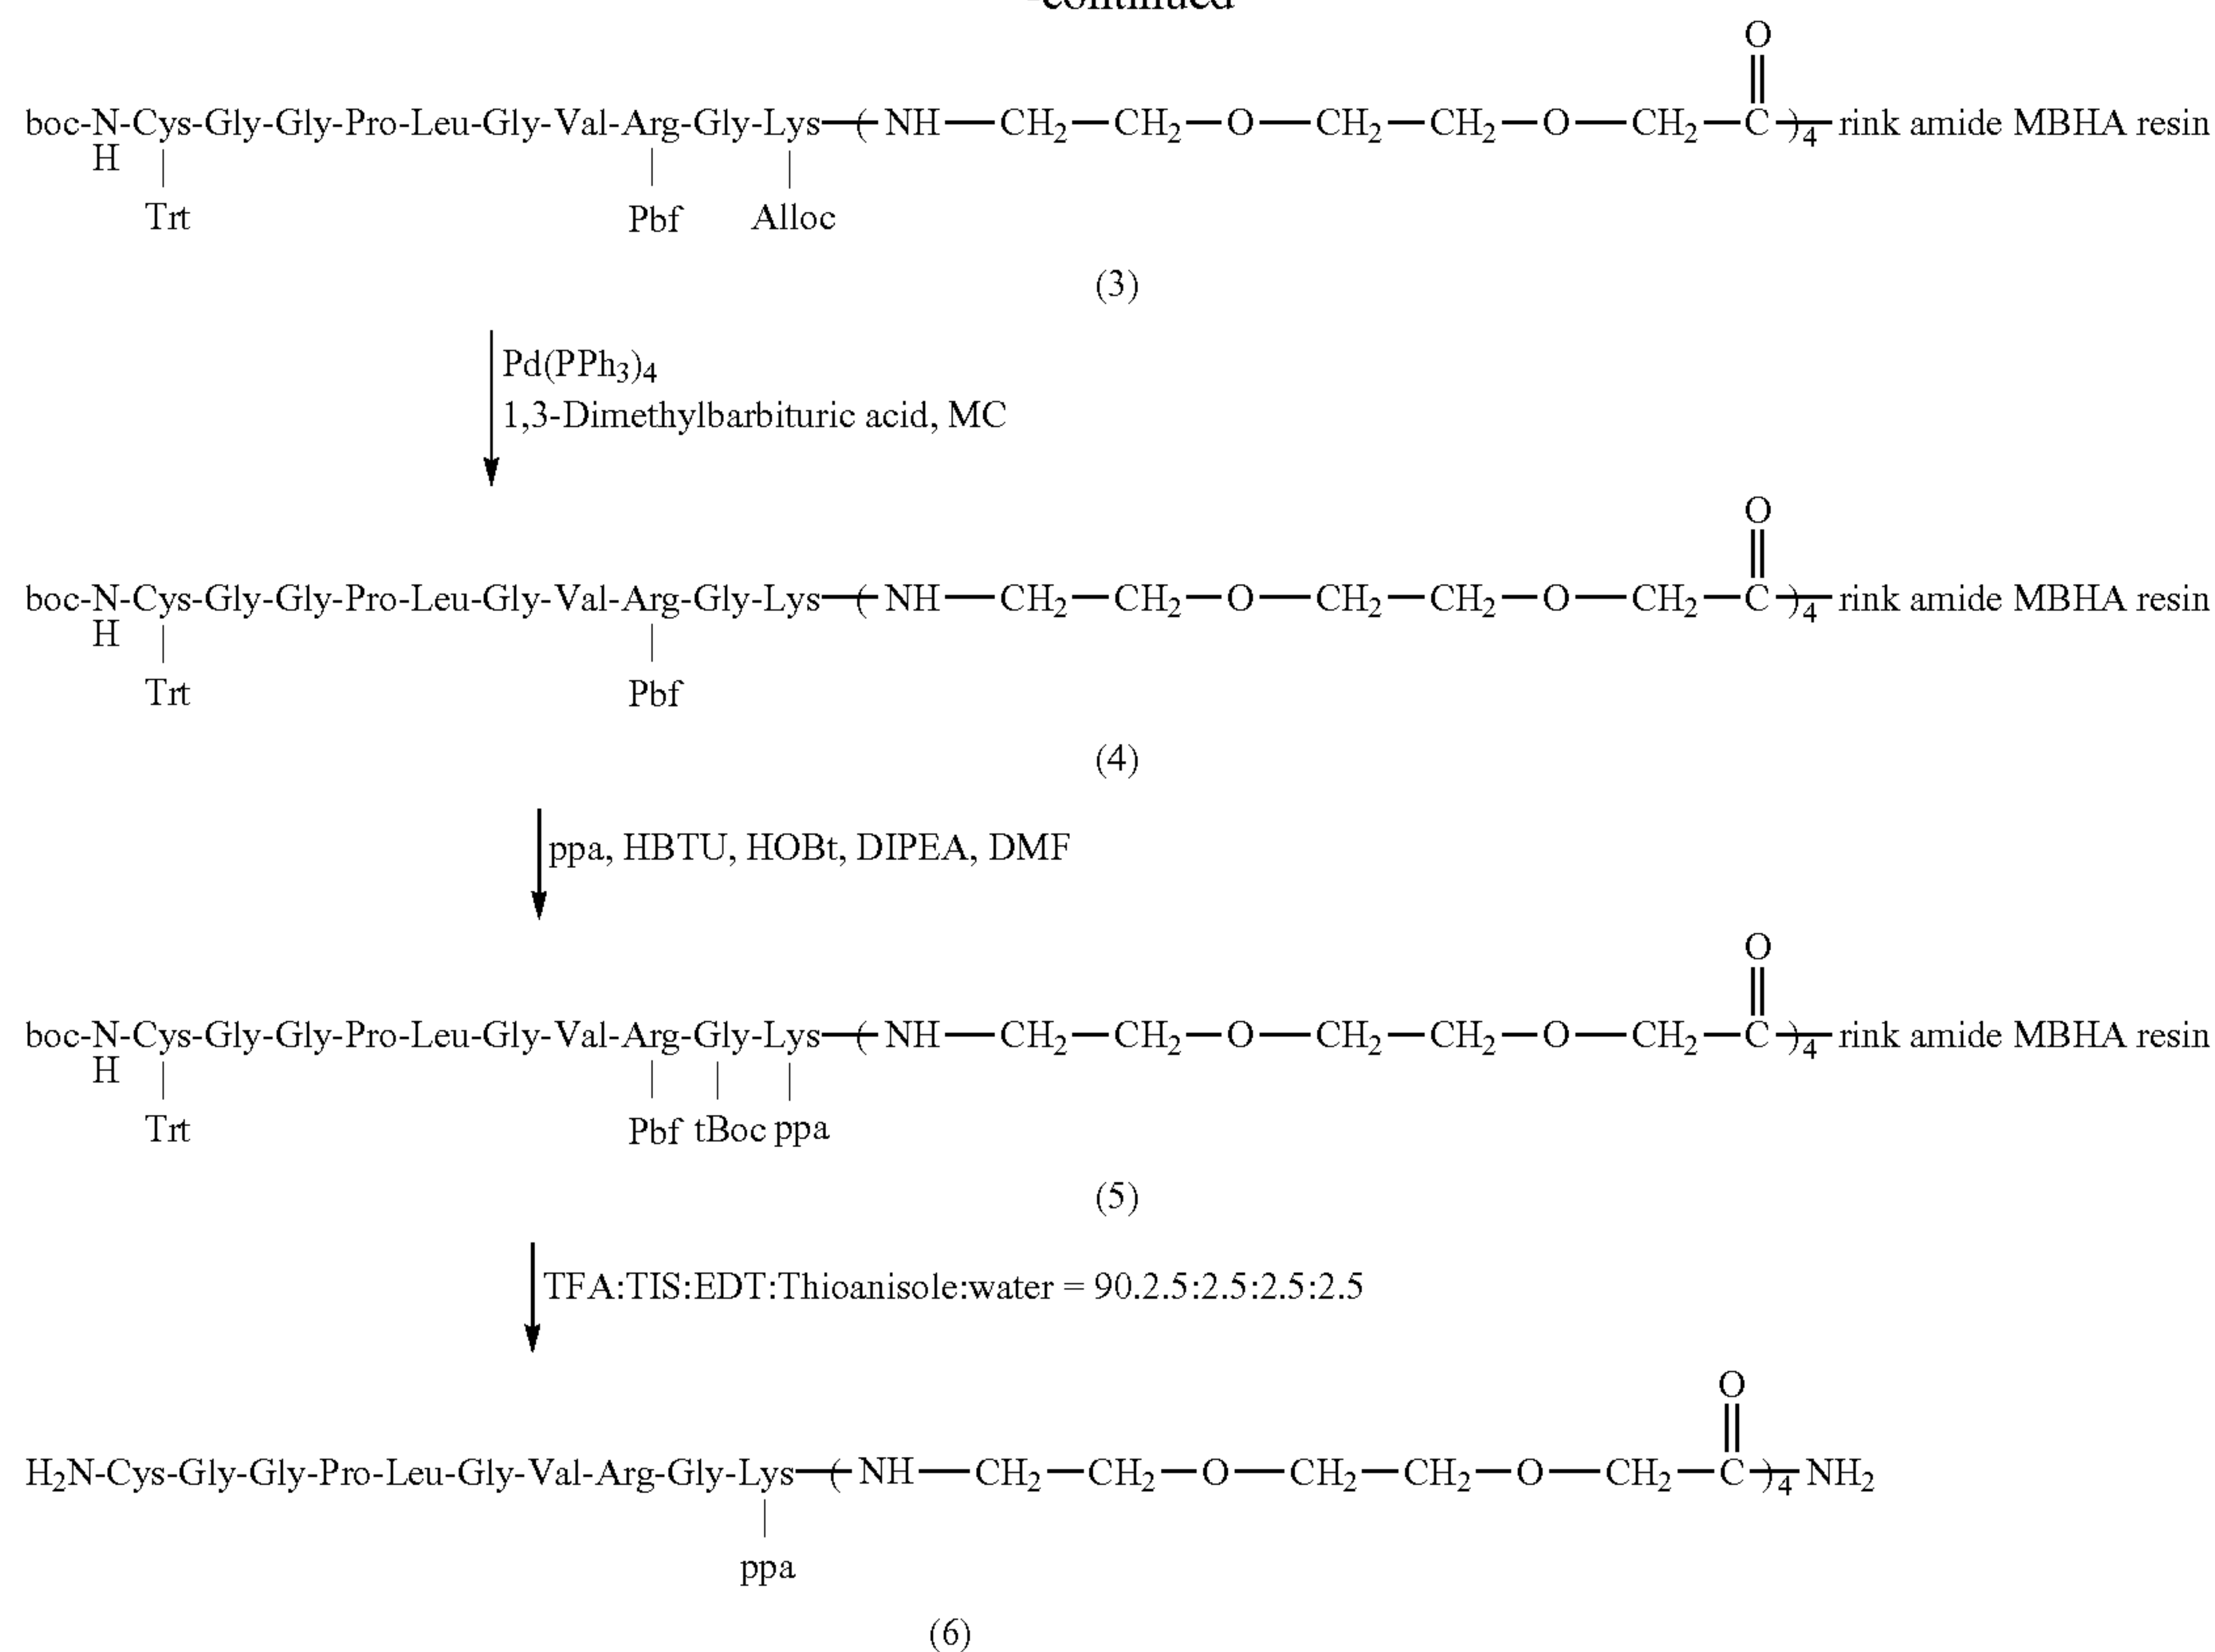 -continued
O
boc-N-Cys-Gly-Gly-Pro-Leu-Gly-Val-Arg-Gly-Lys—( NH—CH2—CH2—O—CH2—CH2—O—CH2—C )4—rink amide MBHA resin
H
Trt Pbf Alloc
(3)
Pd(PPh3)4
1,3-Dimethylbarbituric acid, MC
O
boc-N-Cys-Gly-Gly-Pro-Leu-Gly-Val-Arg-Gly-Lys—( NH—CH2—CH2—O—CH2—CH2—O—CH2—C )4—rink amide MBHA resin
H
Trt Pbf
(4)
ppa, HBTU, HOBt, DIPEA, DMF
O
boc-N-Cys-Gly-Gly-Pro-Leu-Gly-Val-Arg-Gly-Lys—( NH—CH2—CH2—O—CH2—CH2—O—CH2—C )4—rink amide MBHA resin
H
Trt Pbf tBoc ppa
(5)
TFA:TIS:EDT:Thioanisole:water = 90.2.5:2.5:2.5:2.5
O
H2N-Cys-Gly-Gly-Pro-Leu-Gly-Val-Arg-Gly-Lys—( NH—CH2—CH2—O—CH2—CH2—O—CH2—C )4—NH2
ppa
(6)